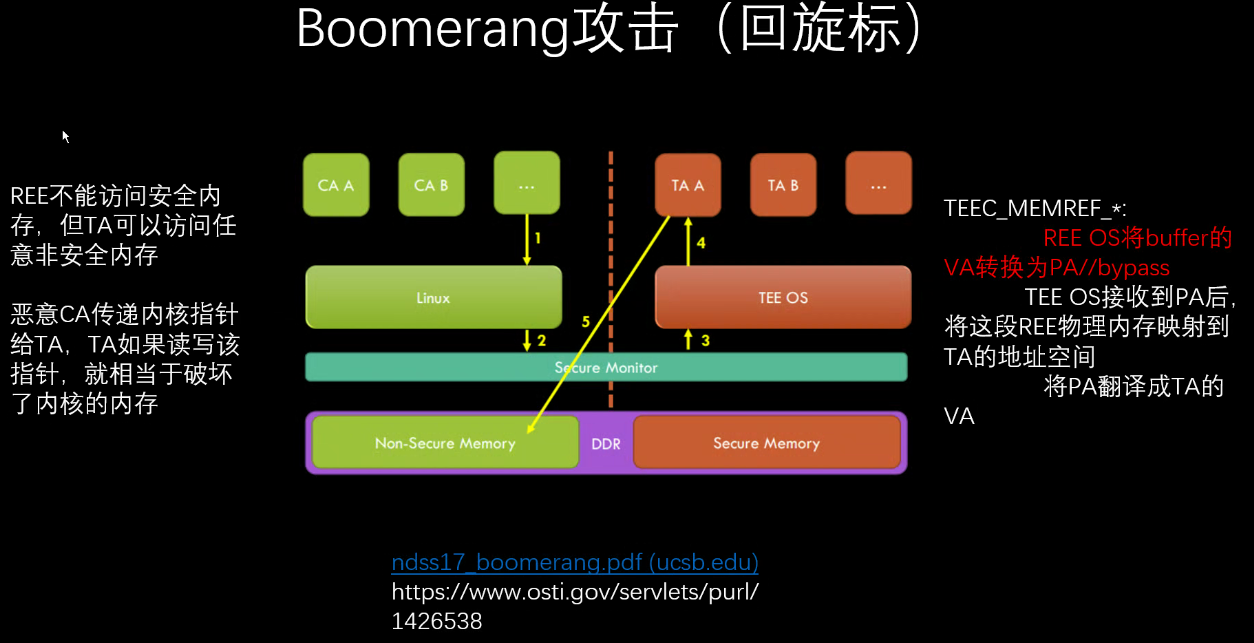 Boomerang攻击（回旋标）
REE不能访问安全内
存，但TA可以访问任
意非安全内存
恶意CA传递内核指针
给TA，TA如果读写该
指针，就相当于破坏
了内核的内存
CA A
CA B
...
TA A
TA B
...
1
4
Linux
TEE OS
5
2
3
Secure Monitor
Non-Secure Memory
DDR
Secure Memory
TEEC_MEMREF_*:
REE OS将buffer的
VA转换为PA//bypass
TEE OS接收到PA后，
将这段REE物理内存映射到
TA的地址空间
将PA翻译成TA的
VA
ndss17_boomerang.pdf (ucsb.edu)
https://www.osti.gov/servlets/purl/
1426538